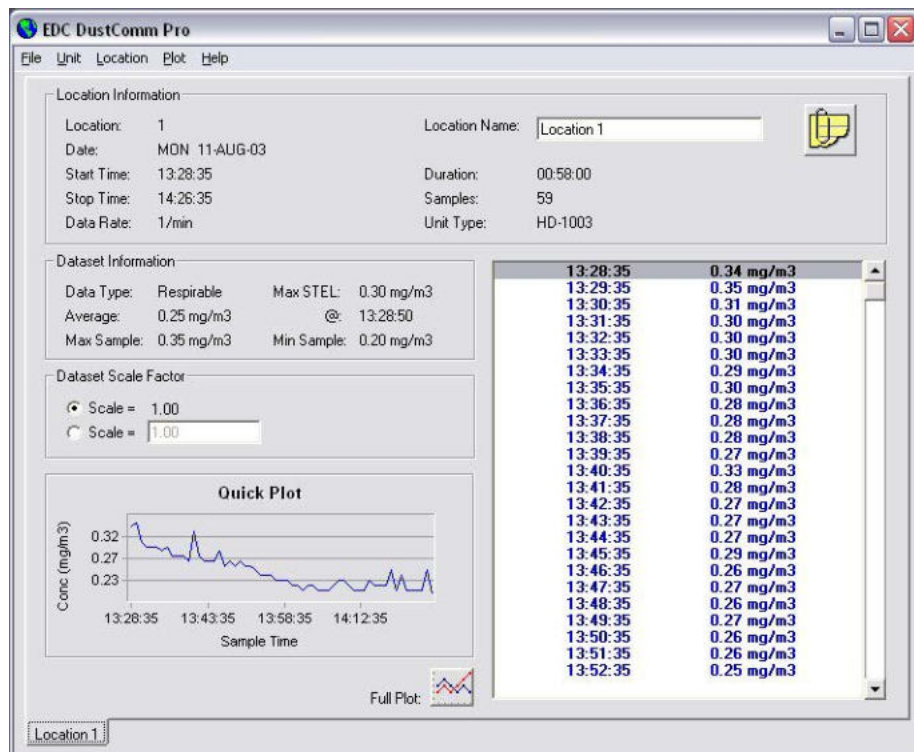 EDC DustComm Pro
File Unit Location Plot Help
Location Information
Location: 1
Location Name: Location 1
Date: MON 11-AUG-03
Start Time: 13:28:35
Duration: 00:58:00
Stop Time: 14:26:35
Samples: 59
Data Rate: 1/min
Unit Type: HD-1003
Dataset Information
Data Type: Respirable Max STEL: 0.30 mg/m3
Average: 0.25 mg/m3 @: 13:28:50
Max Sample: 0.35 mg/m3 Min Sample: 0.20 mg/m3
Dataset Scale Factor
Scale = 1.00
Scale = 1.00
Quick Plot
Conc (mg/m3)
0.32
0.27
0.23
13:28:35 13:43:35 13:58:35 14:12:35
Sample Time
Full Plot:
13:28:35 0.34 mg/m3
13:29:35 0.35 mg/m3
13:30:35 0.31 mg/m3
13:31:35 0.30 mg/m3
13:32:35 0.30 mg/m3
13:33:35 0.30 mg/m3
13:34:35 0.29 mg/m3
13:35:35 0.30 mg/m3
13:36:35 0.28 mg/m3
13:37:35 0.28 mg/m3
13:38:35 0.28 mg/m3
13:39:35 0.27 mg/m3
13:40:35 0.33 mg/m3
13:41:35 0.28 mg/m3
13:42:35 0.27 mg/m3
13:43:35 0.27 mg/m3
13:44:35 0.27 mg/m3
13:45:35 0.29 mg/m3
13:46:35 0.26 mg/m3
13:47:35 0.27 mg/m3
13:48:35 0.26 mg/m3
13:49:35 0.27 mg/m3
13:50:35 0.26 mg/m3
13:51:35 0.26 mg/m3
13:52:35 0.25 mg/m3
Location 1